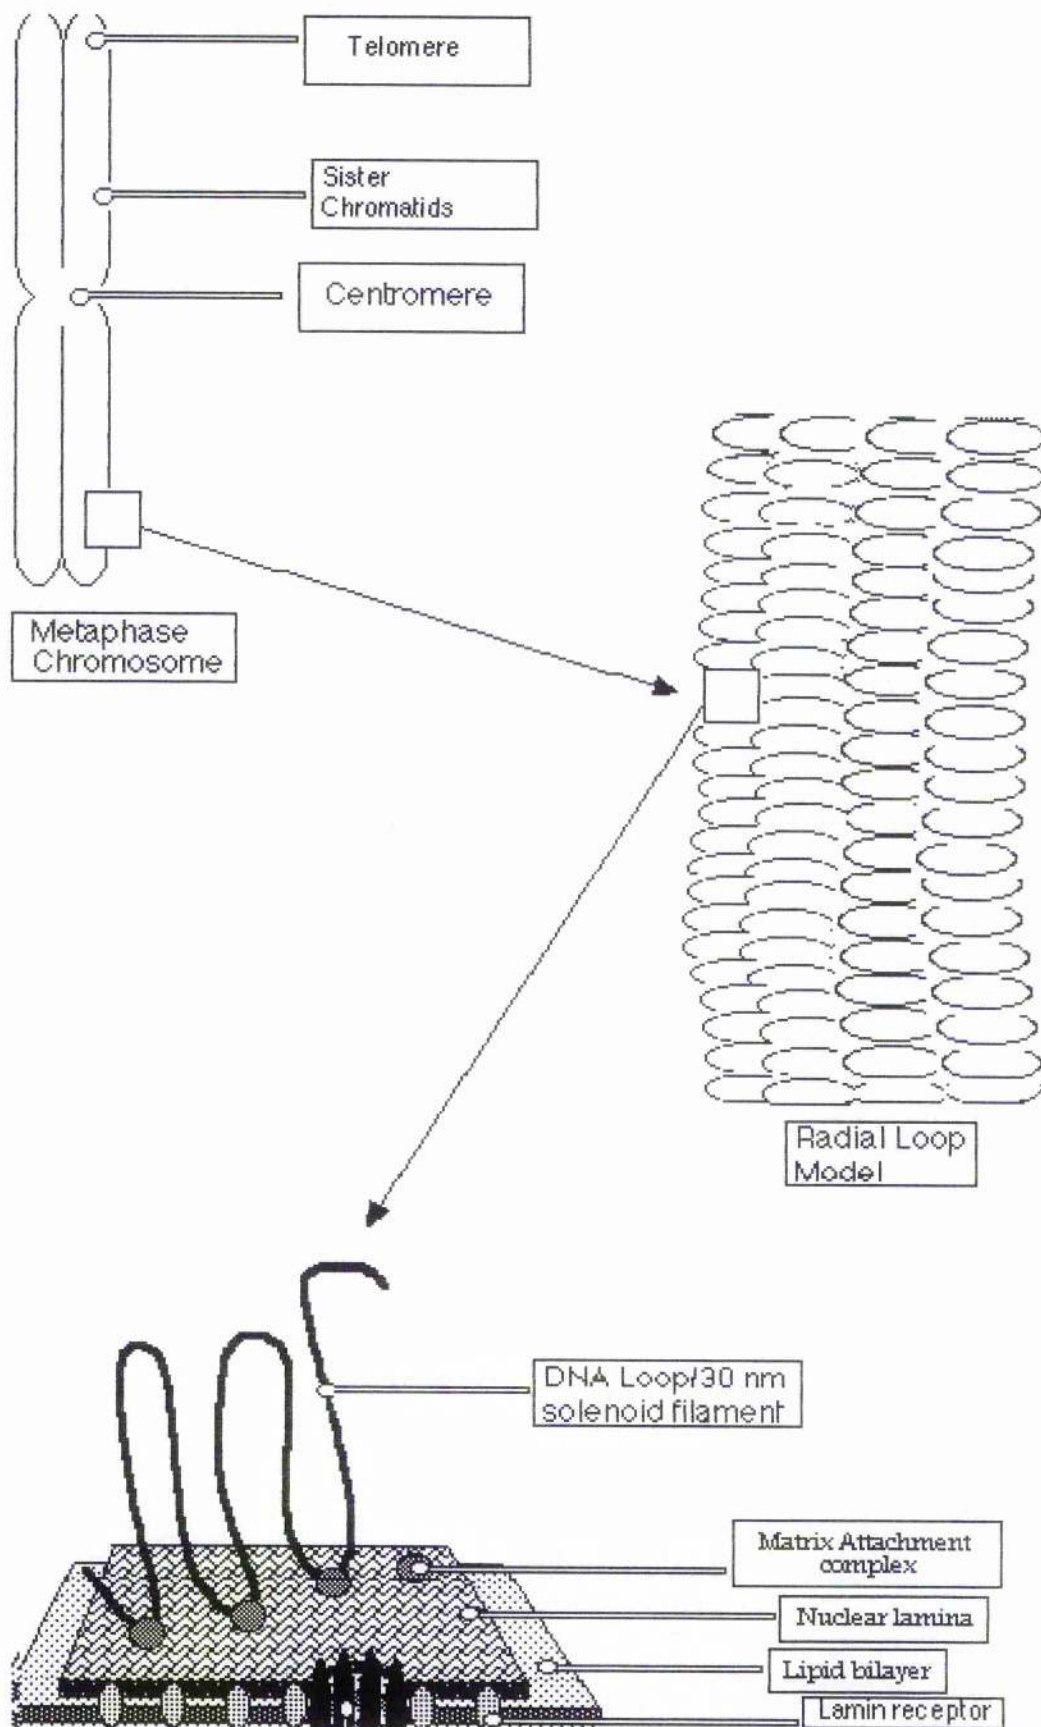 Telomere
Sister
Chromatids
Centromere
Metaphase
Chromosome
Radial Loop
Model
DNA Loop/30 nm
solenoid filament
Matrix Attachment
complex
Nuclear lamina
Lipid bilayer
Lamin receptor